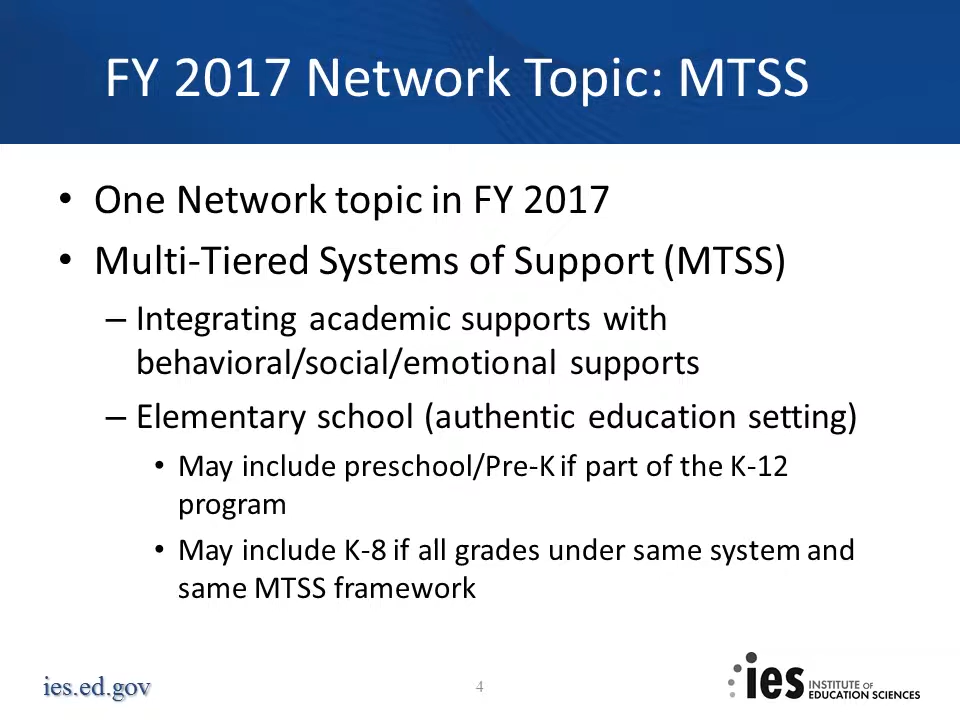 FY 2017 Network Topic: MTSS
• One Network topic in FY 2017
• Multi-Tiered Systems of Support (MTSS)
– Integrating academic supports with
behavioral/social/emotional supports
– Elementary school (authentic education setting)
• May include preschool/Pre-K if part of the K-12
program
• May include K-8 if all grades under same system and
same MTSS framework
ies.ed.gov
4
ies INSTITUTE OF
EDUCATION SCIENCES